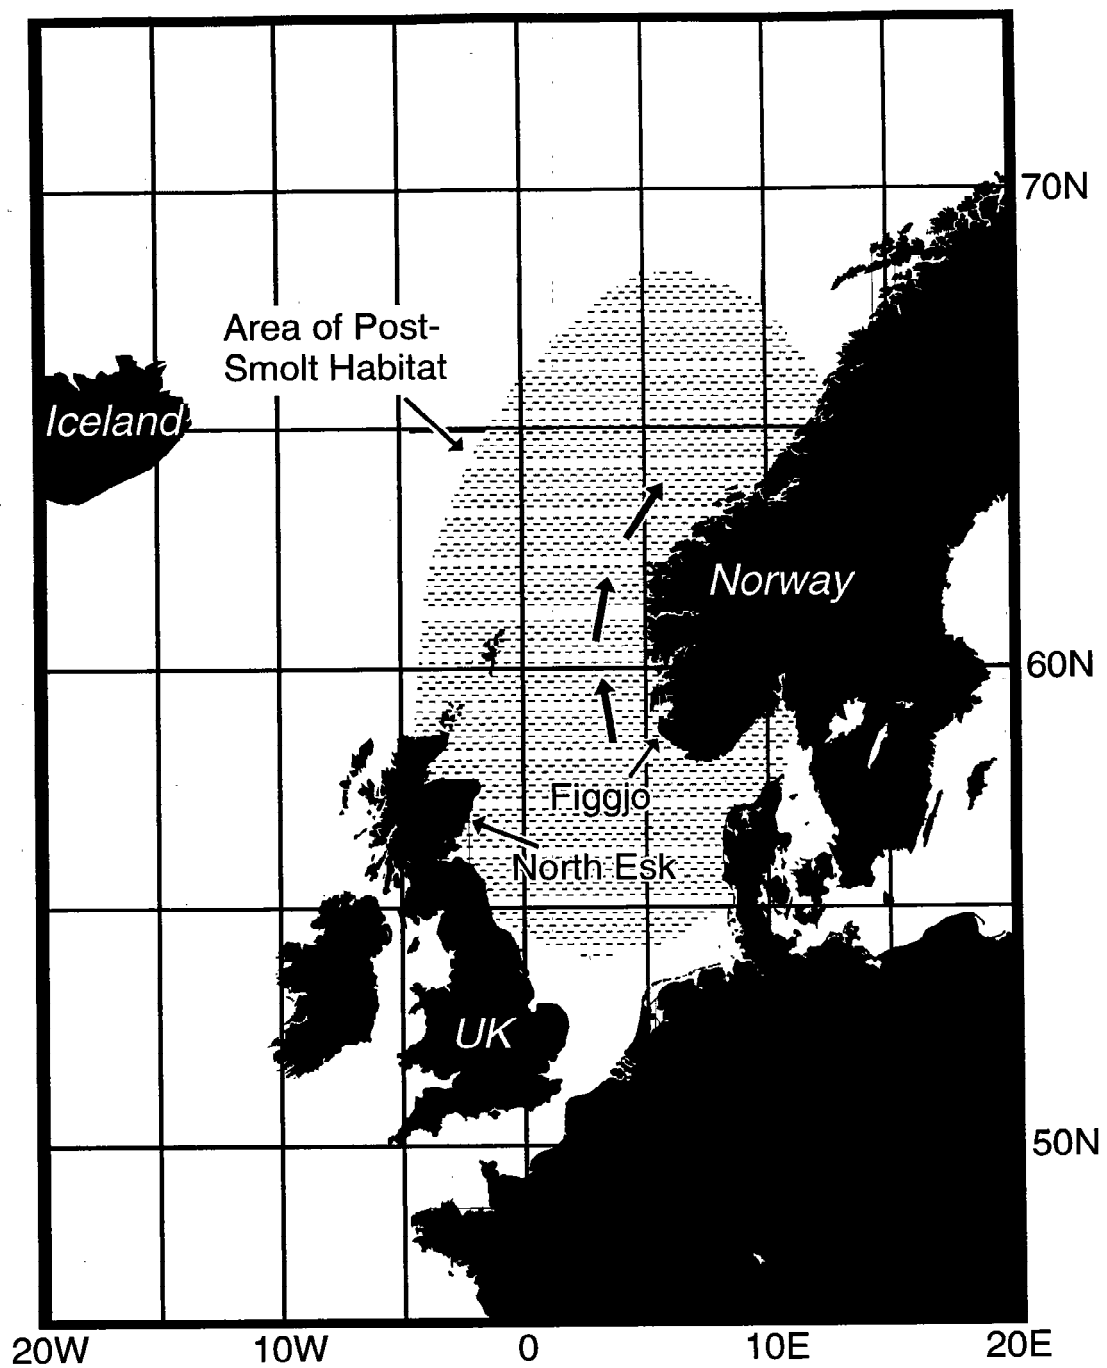 70N
Area of Post-
Smolt Habitat
Iceland
Norway
60N
Figgjo
North Esk
UK
50N
20W
10W
0
10E
20E